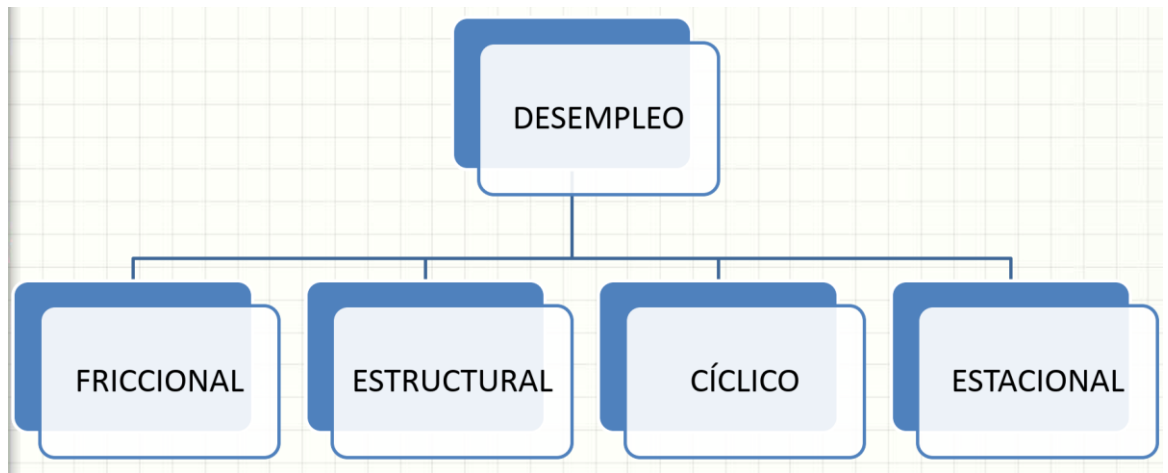 DESEMPLEO
FRICCIONAL
ESTRUCTURAL
CÍCLICO
ESTACIONAL